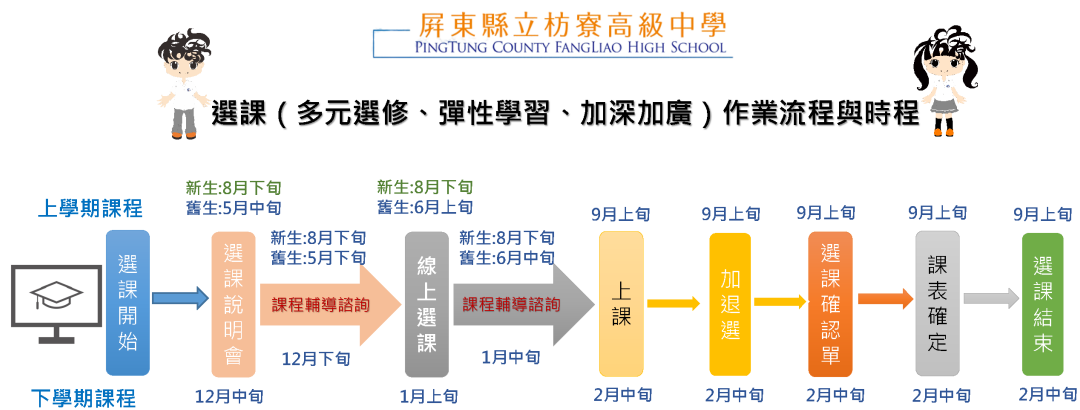 屏東縣立枋寮高級中學
PINGTUNG COUNTY FANGLIAO HIGH SCHOOL
選課（多元選修、彈性學習、加深加廣）作業流程與時程
上學期課程
新生:8月下旬
舊生:5月中旬
新生:8月下旬
舊生:5月下旬
新生:8月下旬
舊生:6月上旬
新生:8月下旬
舊生:6月中旬
9月上旬
9月上旬
9月上旬
9月上旬
9月上旬
選課開始
選課說明會
課程輔導諮詢
線上選課
課程輔導諮詢
上課
加退選
選課確認單
課表確定
選課結束
下學期課程
12月中旬
12月下旬
1月上旬
1月中旬
2月中旬
2月中旬
2月中旬
2月中旬
2月中旬